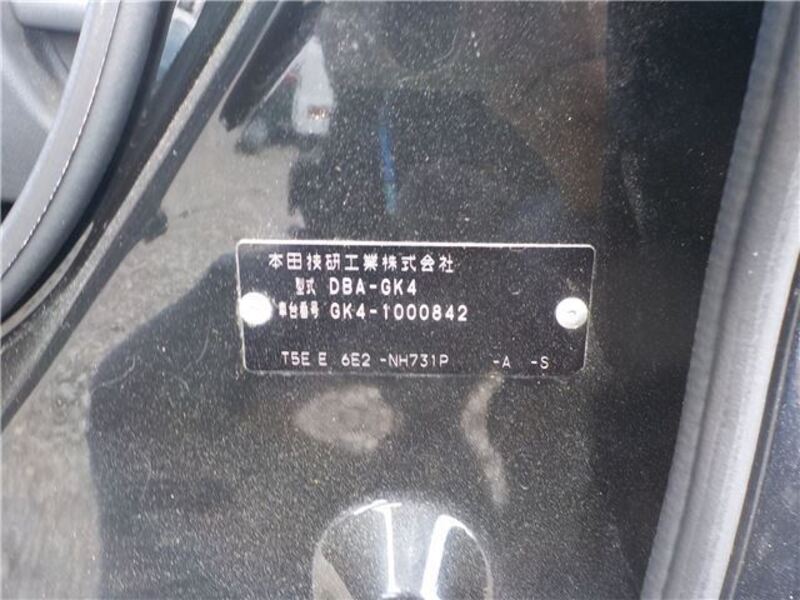 本田技研工業株式会社
型式 DBA-GK4
車台番号 GK4-1000842
T5E E 6E2 -NH731P -A -S